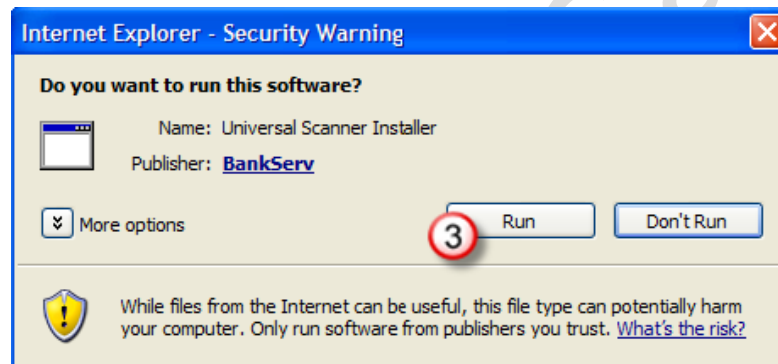 Internet Explorer - Security Warning
Do you want to run this software?
Name: Universal Scanner Installer
Publisher: BankServ
More options
3
Run
Don't Run
While files from the Internet can be useful, this file type can potentially harm
your computer. Only run software from publishers you trust. What's the risk?